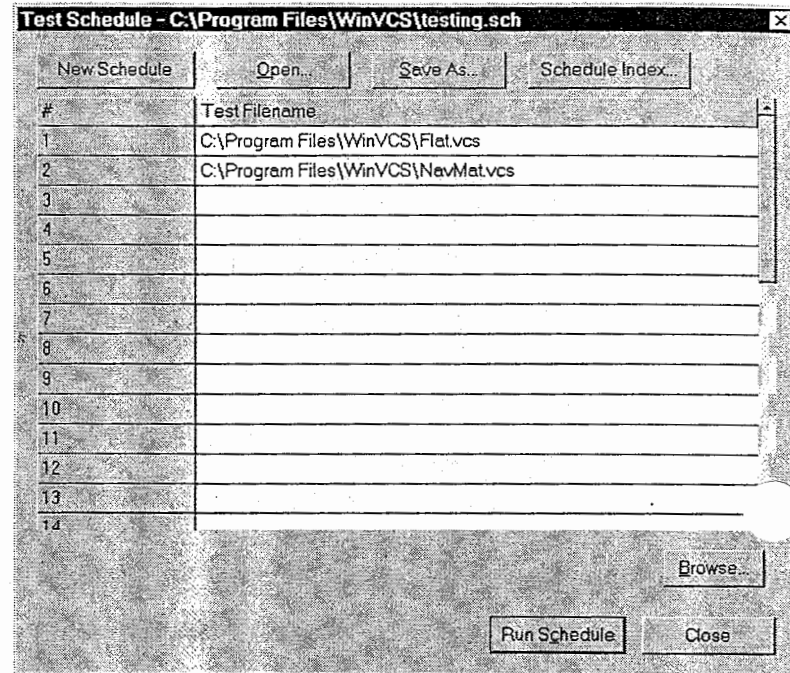 Test Schedule - C:\Program Files\WinVCS\testing.sch
New Schedule Open... Save As... Schedule Index...
# Test Filename
1 C:\Program Files\WinVCS\Flat.vcs
2 C:\Program Files\WinVCS\NavMat.vcs
3
4
5
6
7
8
9
10
11
12
13
14
Browse...
Run Schedule Close